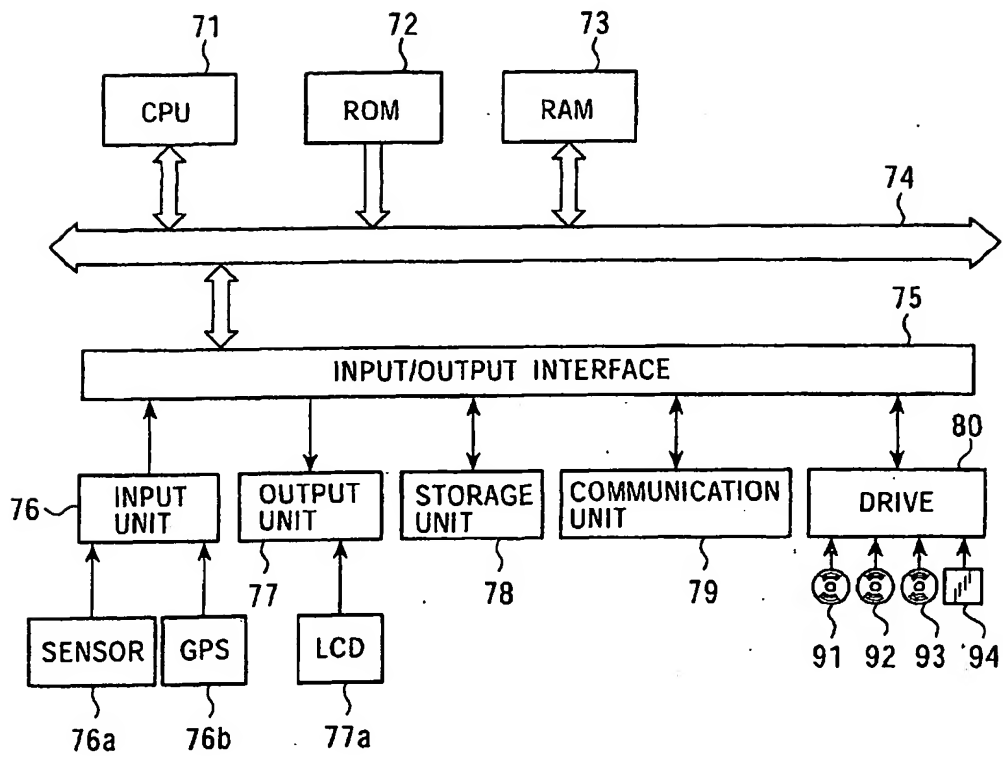 71
72
73
CPU
ROM
RAM
74
75
INPUT/OUTPUT INTERFACE
80
76
INPUT
UNIT
OUTPUT
UNIT
STORAGE
UNIT
COMMUNICATION
UNIT
DRIVE
77
78
79
SENSOR
GPS
LCD
91
92
93
94
76a
76b
77a